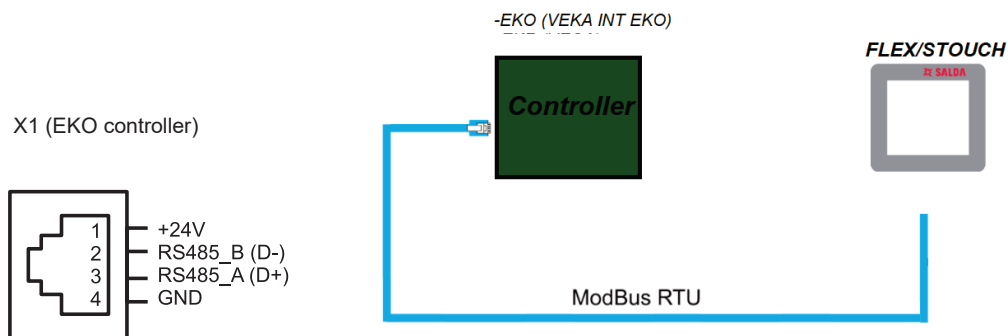 -EKO (VEKA INT EKO)
FLEX/STOUCH
SALDA
Controller
X1 (EKO controller)
1 +24V
2 RS485_B (D-)
3 RS485_A (D+)
4 GND
ModBus RTU